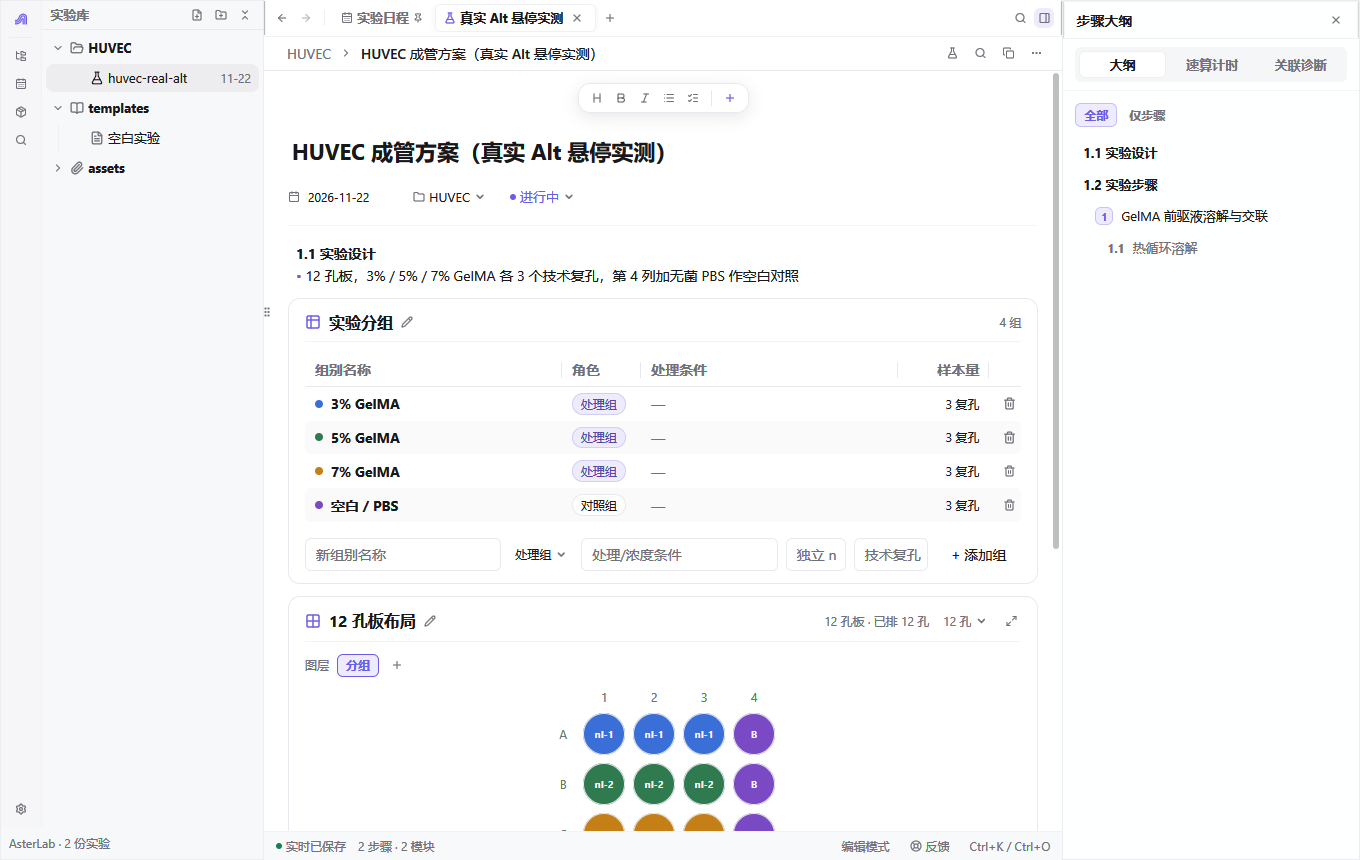 实验库
HUVEC
huvec-real-alt 11-22
templates
空白实验
assets
AsterLab · 2 份实验
实验日程
真实 Alt 悬停实测
HUVEC > HUVEC 成管方案（真实 Alt 悬停实测）
H B I
HUVEC 成管方案（真实 Alt 悬停实测）
2026-11-22 HUVEC 进行中
1.1 实验设计
• 12 孔板，3% / 5% / 7% GelMA 各 3 个技术复孔，第 4 列加无菌 PBS 作空白对照
实验分组 4 组
组别名称 角色 处理条件 样本量
3% GelMA 处理组 — 3 复孔
5% GelMA 处理组 — 3 复孔
7% GelMA 处理组 — 3 复孔
空白 / PBS 对照组 — 3 复孔
新组别名称 处理组 处理/浓度条件 独立 n 技术复孔 + 添加组
12 孔板布局 12 孔板 · 已排 12 孔 12 孔
图层 分组 +
1 2 3 4
A nl-1 nl-1 nl-1 B
B nl-2 nl-2 nl-2 B
实时已保存 2 步骤 · 2 模块 编辑模式 反馈 Ctrl+K / Ctrl+O
步骤大纲
大纲 速算计时 关联诊断
全部 仅步骤
1.1 实验设计
1.2 实验步骤
1 GelMA 前驱液溶解与交联
1.1 热循环溶解